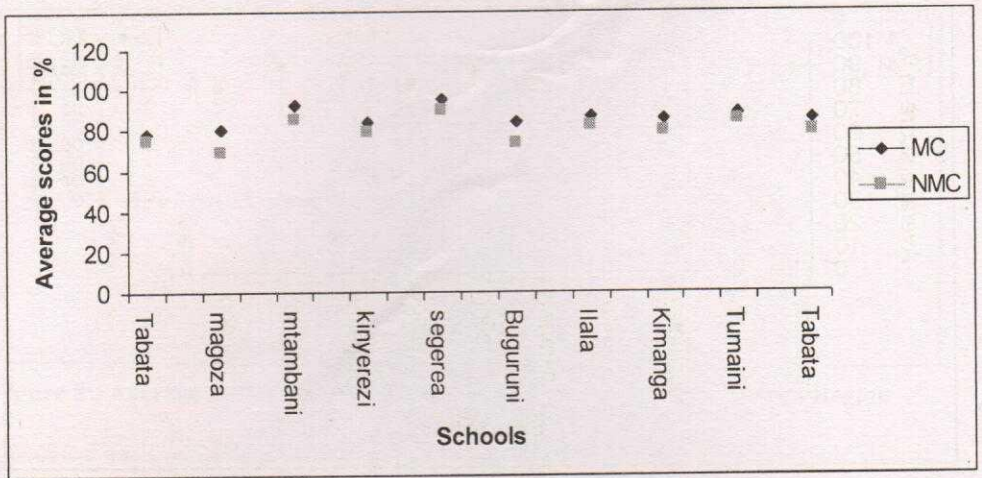 Average scores in %
120
100
80
60
40
20
0
Tabata
magoza
mtambani
kinyerezi
segerea
Buguruni
Ilala
Kimanga
Tumaini
Tabata
Schools
MC
NMC